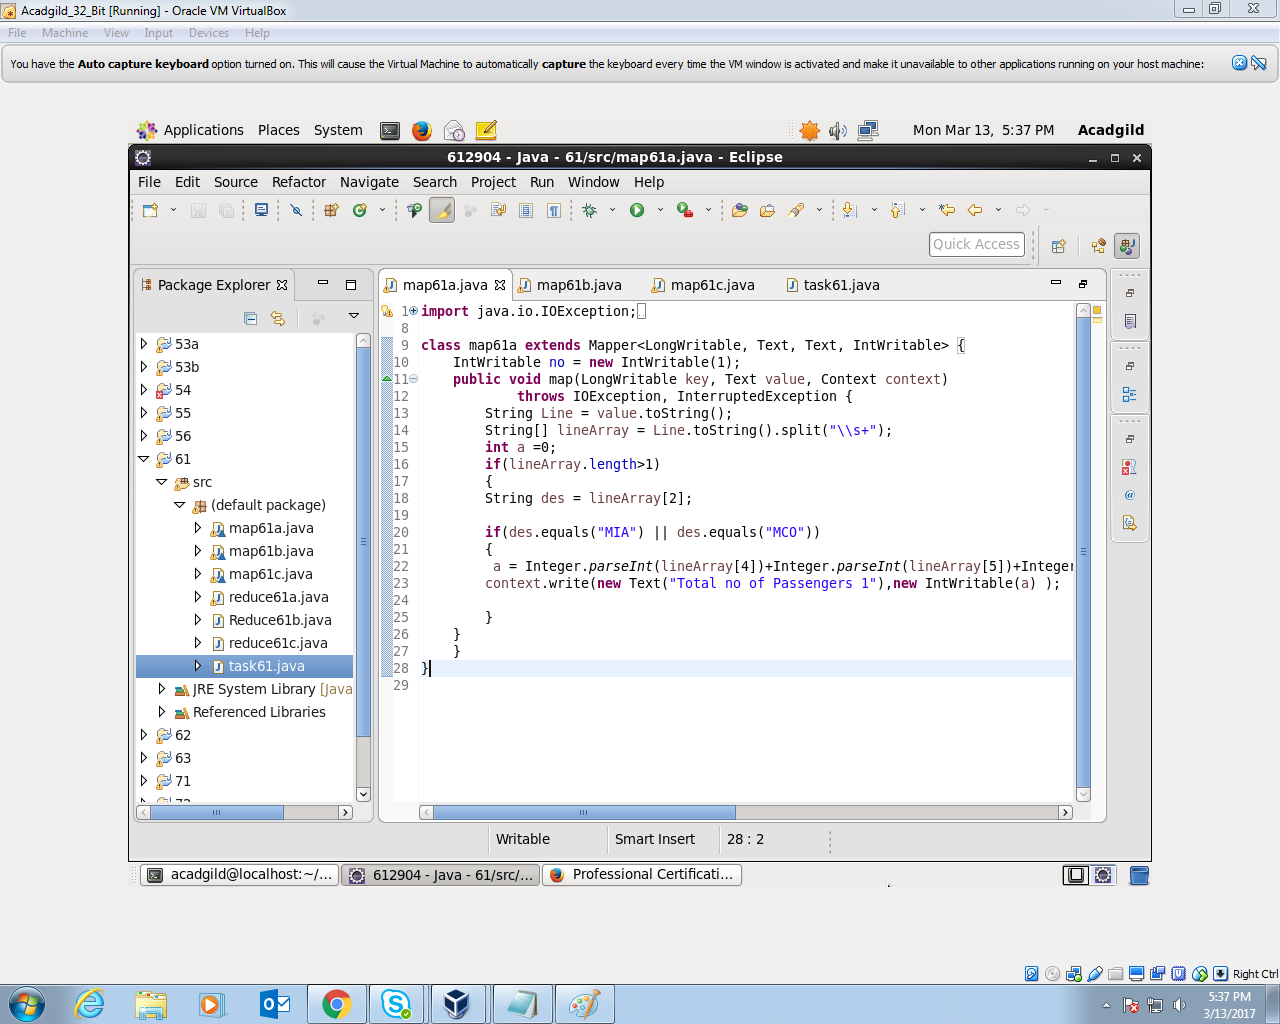 Acadgild_32_Bit [Running] - Oracle VM VirtualBox
File Machine View Input Devices Help
You have the Auto capture keyboard option turned on. This will cause the Virtual Machine to automatically capture the keyboard every time the VM window is activated and make it unavailable to other applications running on your host machine:
Applications Places System Mon Mar 13, 5:37 PM Acadgild
612904 - Java - 61/src/map61a.java - Eclipse
File Edit Source Refactor Navigate Search Project Run Window Help
Quick Access
Package Explorer
map61a.java map61b.java map61c.java task61.java
53a
53b
54
55
56
61
src
(default package)
map61a.java
map61b.java
map61c.java
reduce61a.java
Reduce61b.java
reduce61c.java
task61.java
JRE System Library [Java
Referenced Libraries
62
63
71
1 import java.io.IOException;
8
9 class map61a extends Mapper<LongWritable, Text, Text, IntWritable> {
10 IntWritable no = new IntWritable(1);
11 public void map(LongWritable key, Text value, Context context)
12 throws IOException, InterruptedException {
13 String Line = value.toString();
14 String[] lineArray = Line.toString().split("\\s+");
15 int a =0;
16 if(lineArray.length>1)
17 {
18 String des = lineArray[2];
19
20 if(des.equals("MIA") || des.equals("MCO"))
21 {
22 a = Integer.parseInt(lineArray[4])+Integer.parseInt(lineArray[5])+Integer
23 context.write(new Text("Total no of Passengers 1"),new IntWritable(a) );
24
25 }
26 }
27 }
28 }
29
Writable Smart Insert 28 : 2
acadgild@localhost:~/... 612904 - Java - 61/src/... Professional Certificati...
Right Ctrl
5:37 PM
3/13/2017